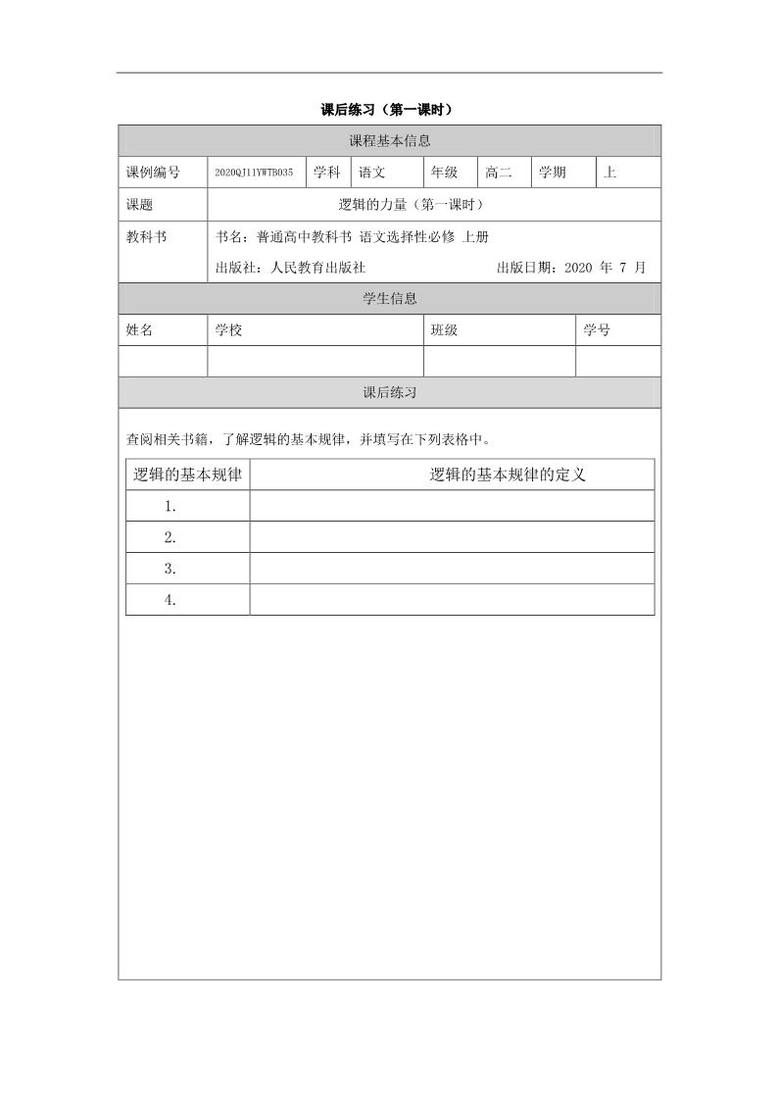 课后练习（第一课时）
课程基本信息
课例编号 2020QJ11YWTB035 学科 语文 年级 高二 学期 上
课题 逻辑的力量（第一课时）
教科书 书名：普通高中教科书 语文选择性必修 上册
出版社：人民教育出版社 出版日期：2020 年 7 月
学生信息
姓名 学校 班级 学号
课后练习
查阅相关书籍，了解逻辑的基本规律，并填写在下列表格中。
逻辑的基本规律 逻辑的基本规律的定义
1.
2.
3.
4.